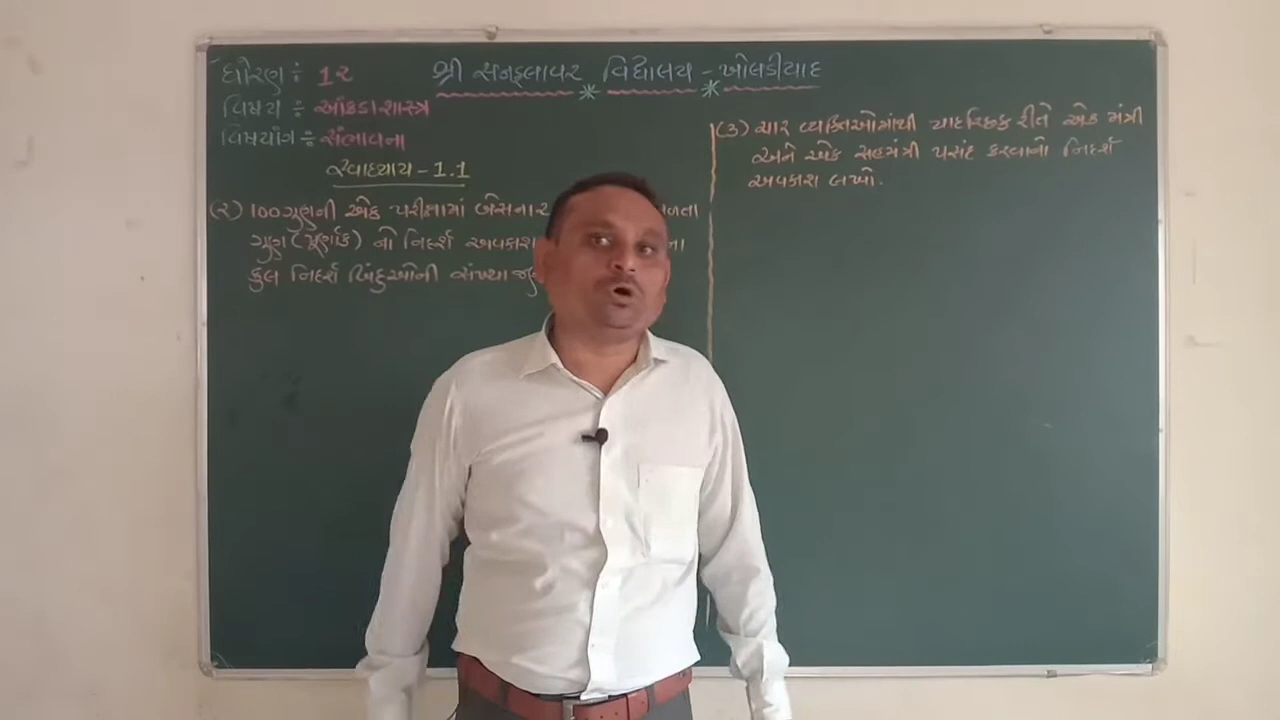 ધોરણ ÷ 12
શ્રી સનફ્લાવર વિદ્યાલય - ખોલડીયાદ
વિષય ÷ આંકડાશાસ્ત્ર
વિષયાંગ ÷ સંભાવના
સ્વાધ્યાય - 1.1
(૨) 100 ગુણની એક પરીક્ષામાં બેસનાર
ગુણ (પૂર્ણાંક) નો નિદર્શ અવકાશ
કુલ નિદર્શ બિંદુઓની સંખ્યા
(૩) ચાર વ્યક્તિઓમાંથી યાદચ્છિક રીતે એક મંત્રી
અને એક સહમંત્રી પસંદ કરવાનો નિદર્શ
અવકાશ લખો.